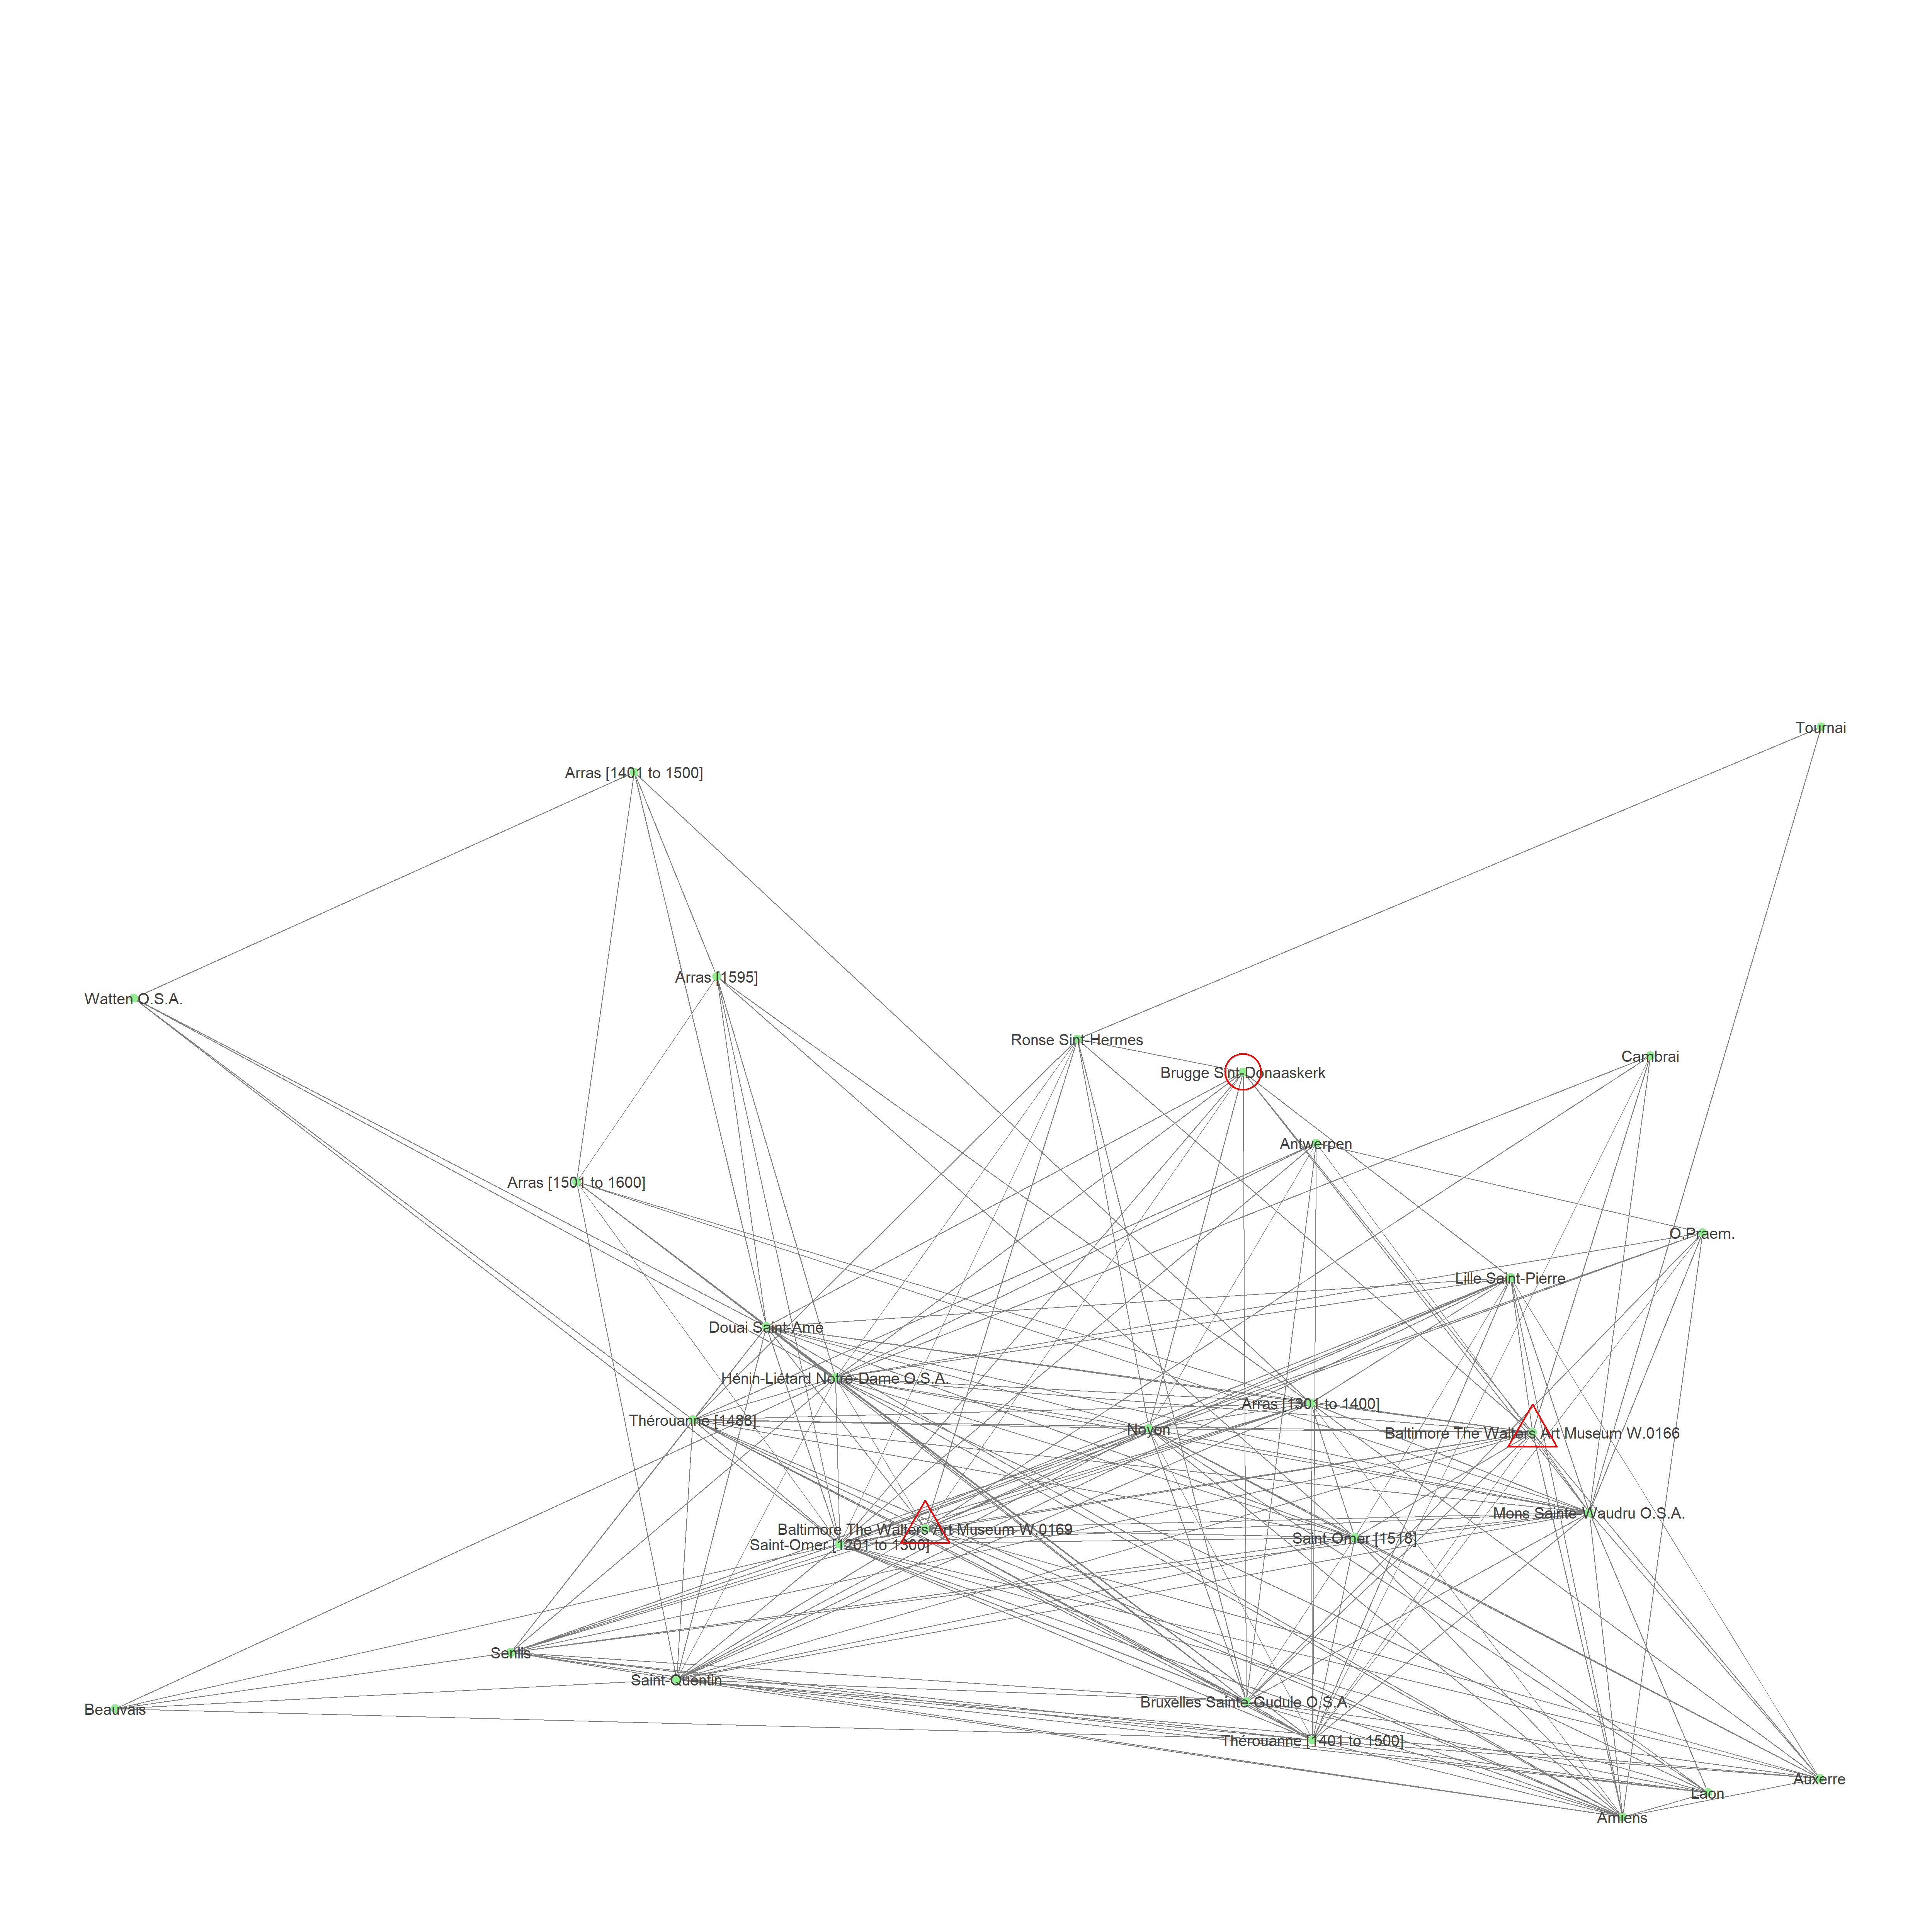 Tournai
Arras [1401 to 1500]
Arras [1595]
Watten O.S.A.
Ronse Sint-Hermes
Cambrai
Brugge Sint-Donaaskerk
Antwerpen
Arras [1501 to 1600]
O.Praem.
Lille Saint-Pierre
Douai Saint-Amé
Hénin-Liétard Notre-Dame O.S.A.
Arras [1301 to 1400]
Thérouanne [1488]
Noyon
Baltimore The Walters Art Museum W.0166
Mons Sainte-Waudru O.S.A.
Baltimore The Walters Art Museum W.0169
Saint-Omer [1518]
Saint-Omer [1201 to 1300]
Senlis
Saint-Quentin
Bruxelles Sainte-Gudule O.S.A.
Beauvais
Thérouanne [1401 to 1500]
Auxerre
Laon
Amiens